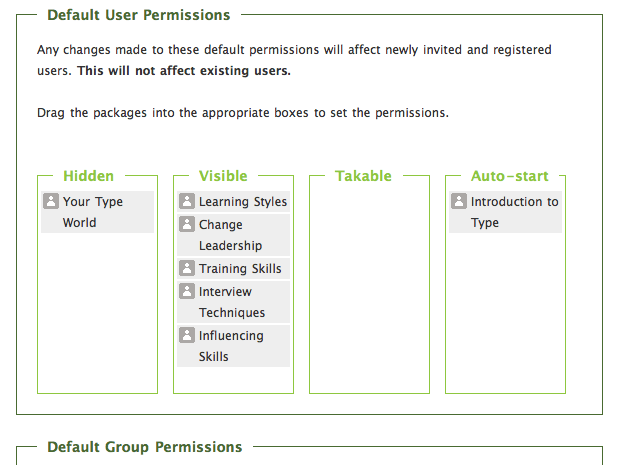 Default User Permissions
Any changes made to these default permissions will affect newly invited and registered
users. This will not affect existing users.
Drag the packages into the appropriate boxes to set the permissions.
Hidden
Your Type
World
Visible
Learning Styles
Change
Leadership
Training Skills
Interview
Techniques
Influencing
Skills
Takable
Auto-start
Introduction to
Type
Default Group Permissions